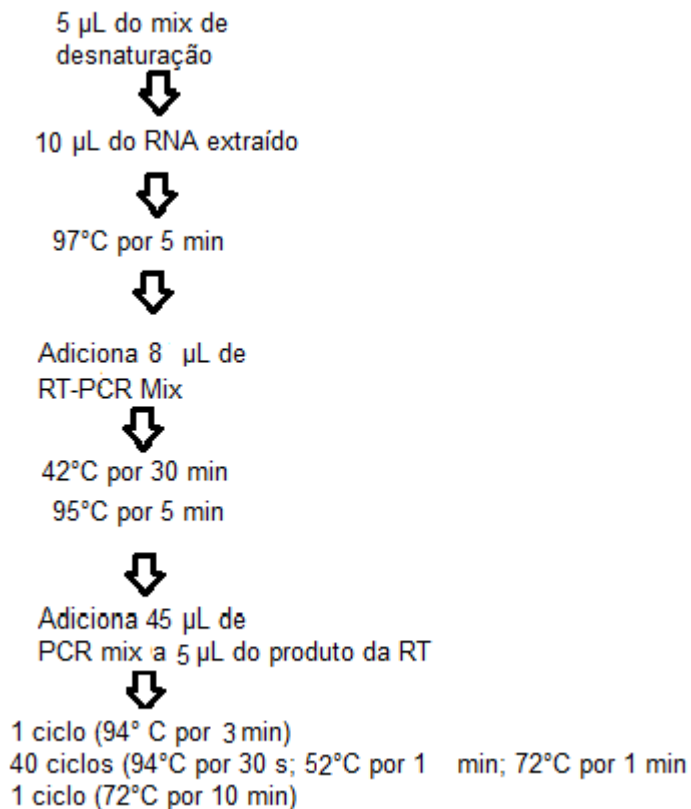 5 µL do mix de
desnaturação
10 µL do RNA extraído
97°C por 5 min
Adiciona 8 µL de
RT-PCR Mix
42°C por 30 min
95°C por 5 min
Adiciona 45 µL de
PCR mix a 5 µL do produto da RT
1 ciclo (94° C por 3 min)
40 ciclos (94°C por 30 s; 52°C por 1 min; 72°C por 1 min
1 ciclo (72°C por 10 min)